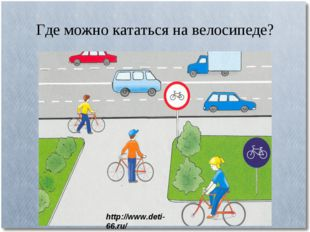 Где можно кататься на велосипеде?
http://www.deti-
66.ru/